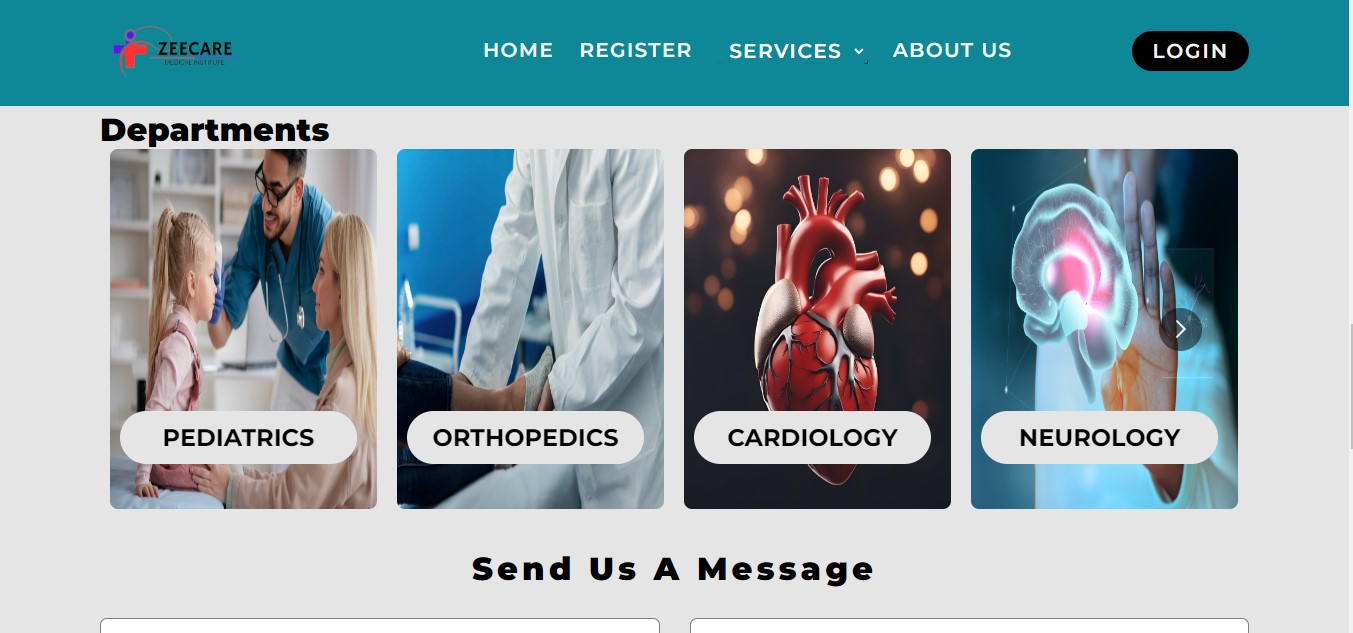 ZEECARE
MEDICAL INSTITUTE
HOME REGISTER SERVICES ABOUT US LOGIN
Departments
PEDIATRICS ORTHOPEDICS CARDIOLOGY NEUROLOGY
Send Us A Message